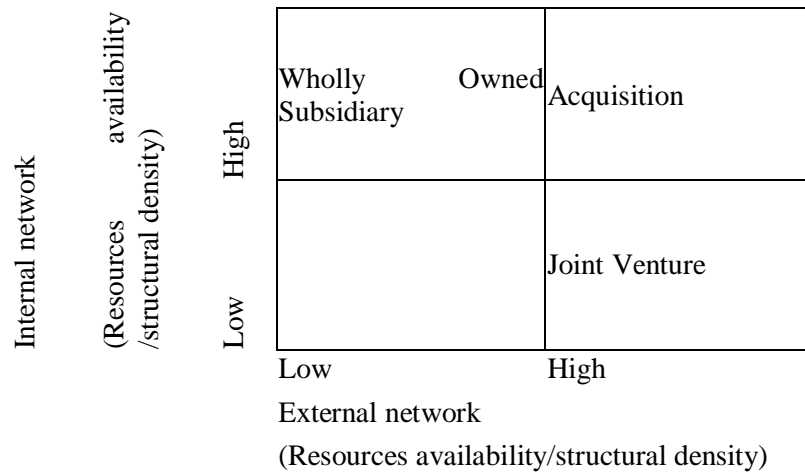 Internal network
(Resources availability
/structural density)
High
Low
Wholly Owned
Subsidiary
Acquisition
Joint Venture
Low High
External network
(Resources availability/structural density)